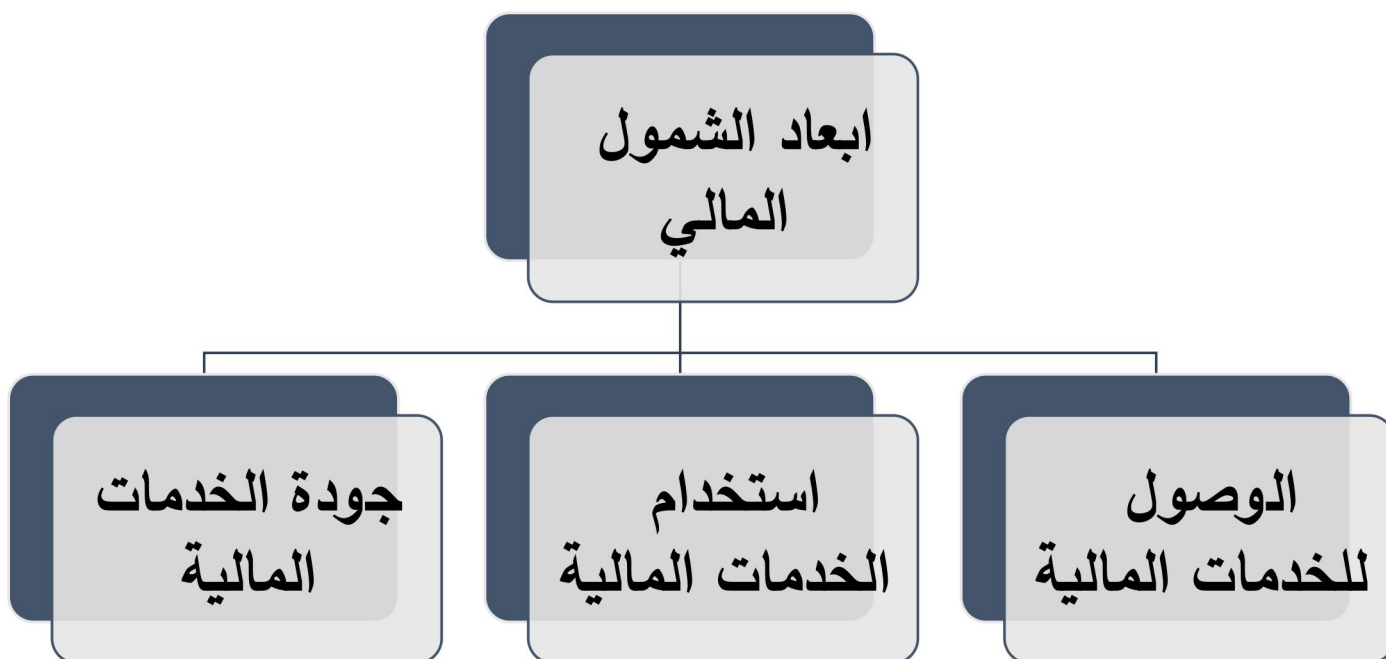 ابعاد الشمول
المالي
الوصول
للخدمات المالية
استخدام
الخدمات المالية
جودة الخدمات
المالية